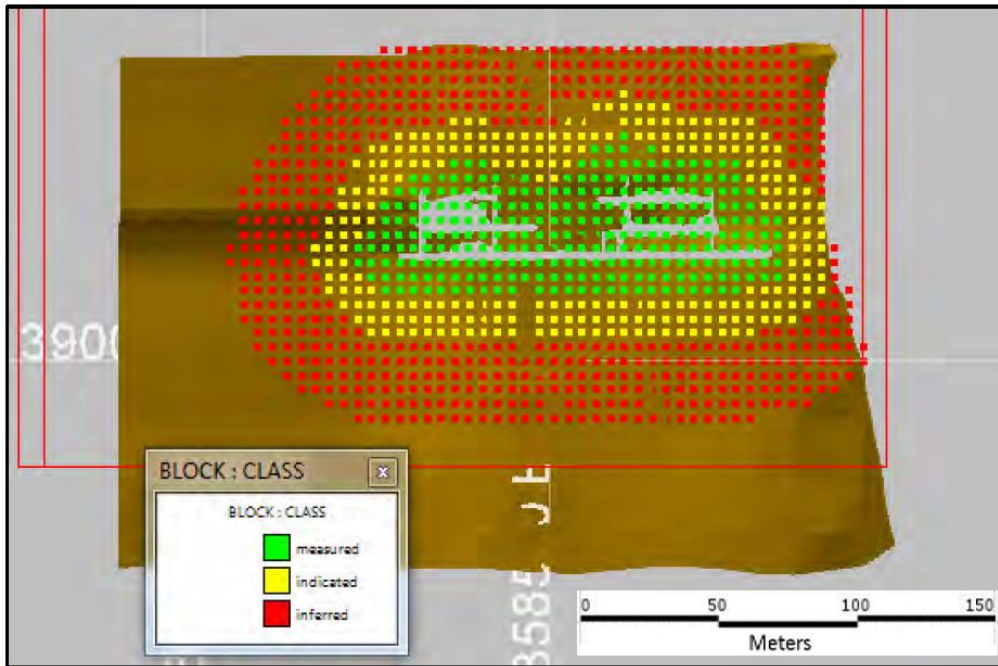 3900
BLOCK : CLASS
x
BLOCK : CLASS
measured
indicated
inferred
0 50 100 150
Meters